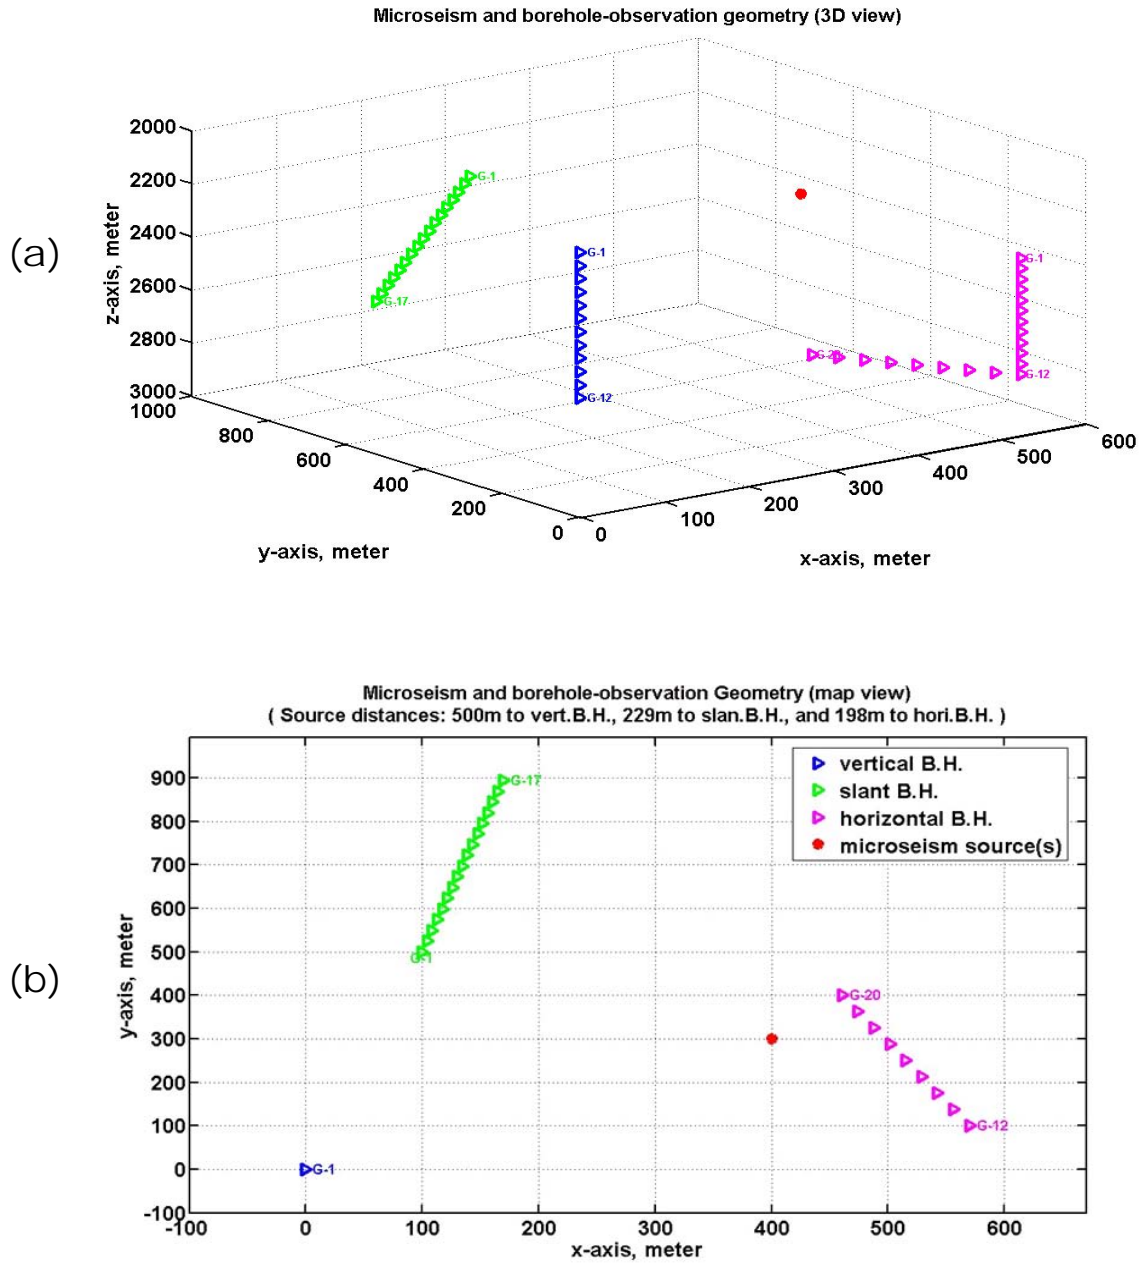 Microseism and borehole-observation geometry (3D view)
(a)
z-axis, meter
2000
2200
2400
2600
2800
3000
1000
800
600
400
200
0
0
100
200
300
400
500
600
y-axis, meter
x-axis, meter
G-1
G-17
G-1
G-12
G-1
G-12
Microseism and borehole-observation Geometry (map view)
( Source distances: 500m to vert.B.H., 229m to slan.B.H., and 198m to hori.B.H. )
(b)
y-axis, meter
900
800
700
600
500
400
300
200
100
0
-100
-100
0
100
200
300
400
500
600
x-axis, meter
G-17
G-1
G-20
G-12
G-1
vertical B.H.
slant B.H.
horizontal B.H.
microseism source(s)